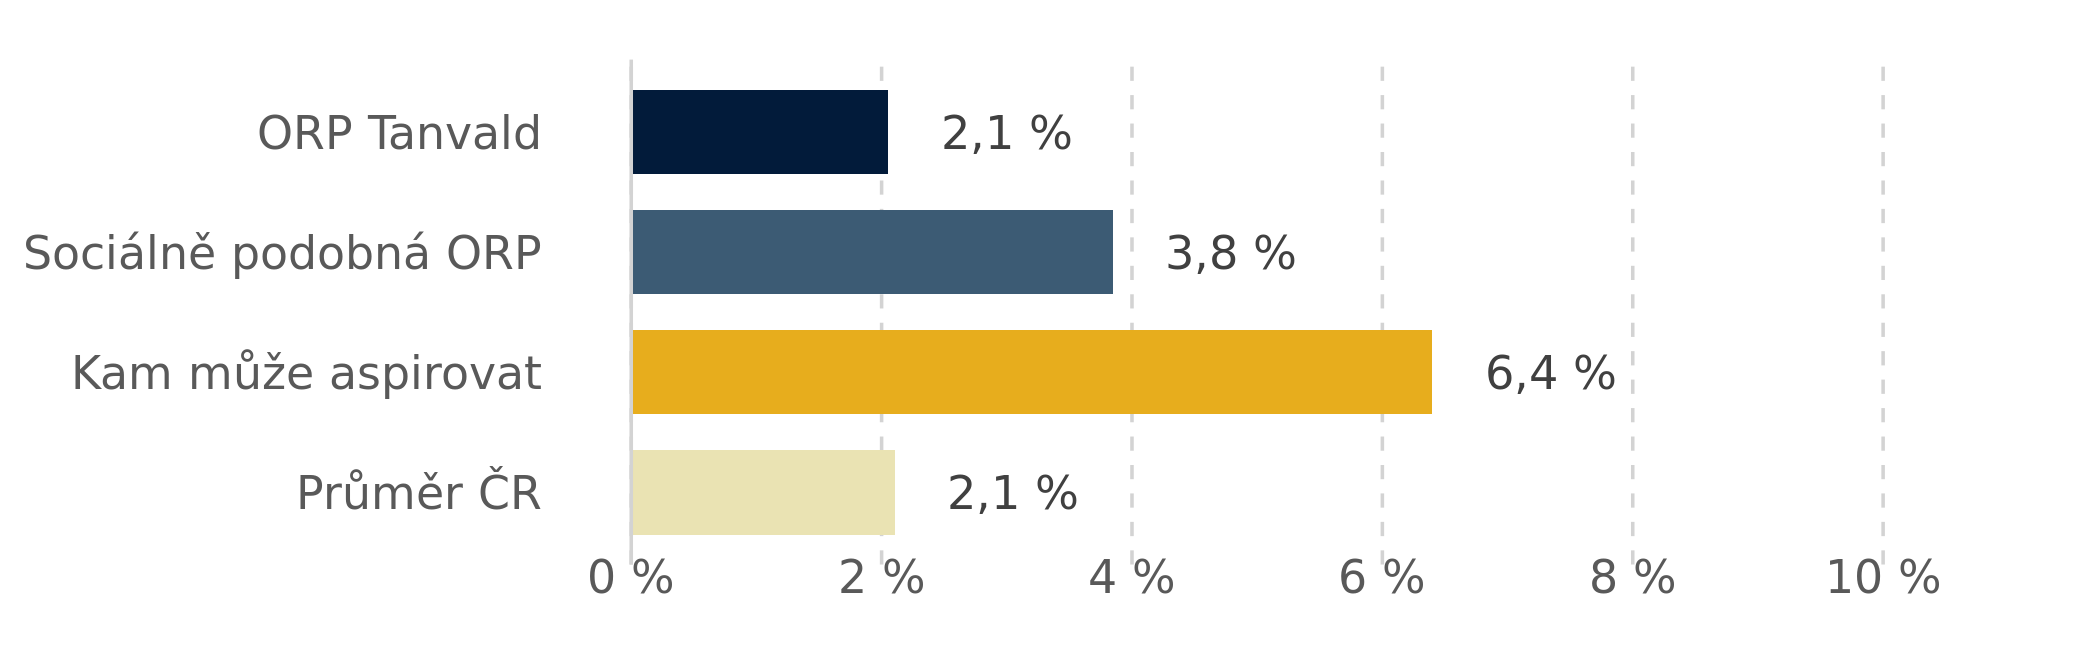 ORP Tanvald
2,1 %
Sociálně podobná ORP
3,8 %
Kam může aspirovat
6,4 %
Průměr ČR
2,1 %
0 % 2 % 4 % 6 % 8 % 10 %